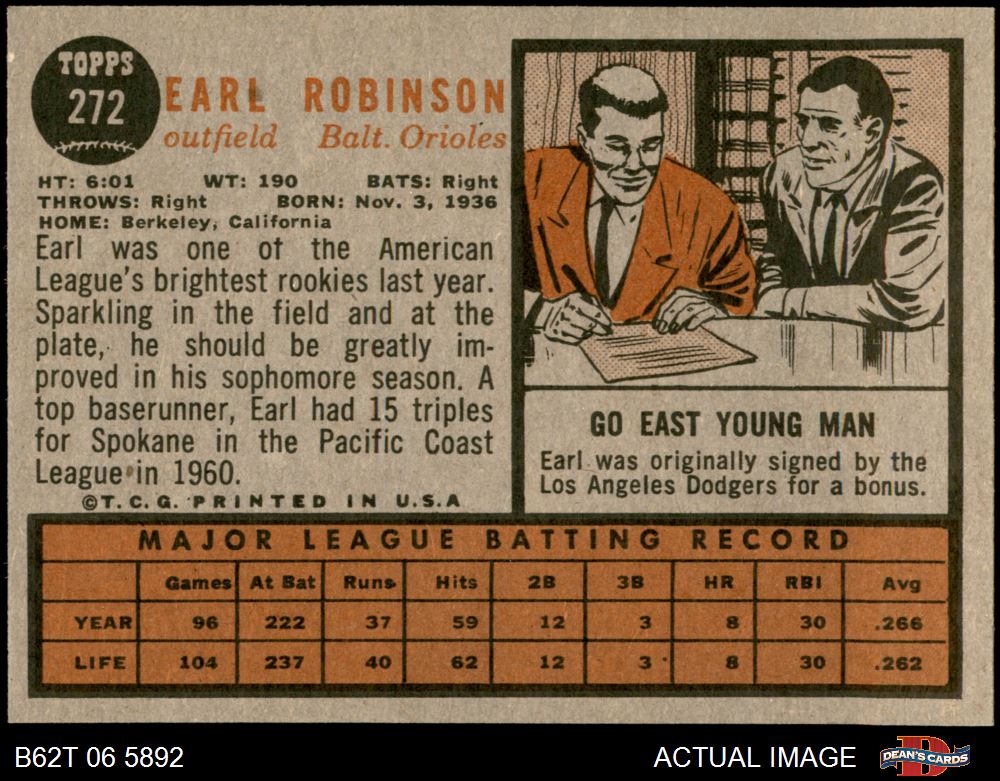 TOPPS
272
EARL ROBINSON
outfield Balt. Orioles
HT: 6:01 WT: 190 BATS: Right
THROWS: Right BORN: Nov. 3, 1936
HOME: Berkeley, California
Earl was one of the American
League's brightest rookies last year.
Sparkling in the field and at the
plate, he should be greatly im-
proved in his sophomore season. A
top baserunner, Earl had 15 triples
for Spokane in the Pacific Coast
League in 1960.
©T.C.G. PRINTED IN U.S.A
GO EAST YOUNG MAN
Earl was originally signed by the
Los Angeles Dodgers for a bonus.
MAJOR LEAGUE BATTING RECORD
Games At Bat Runs Hits 2B 3B HR RBI Avg
YEAR 96 222 37 59 12 3 8 30 .266
LIFE 104 237 40 62 12 3 8 30 .262
B62T 06 5892 ACTUAL IMAGE DEAN'S CARDS